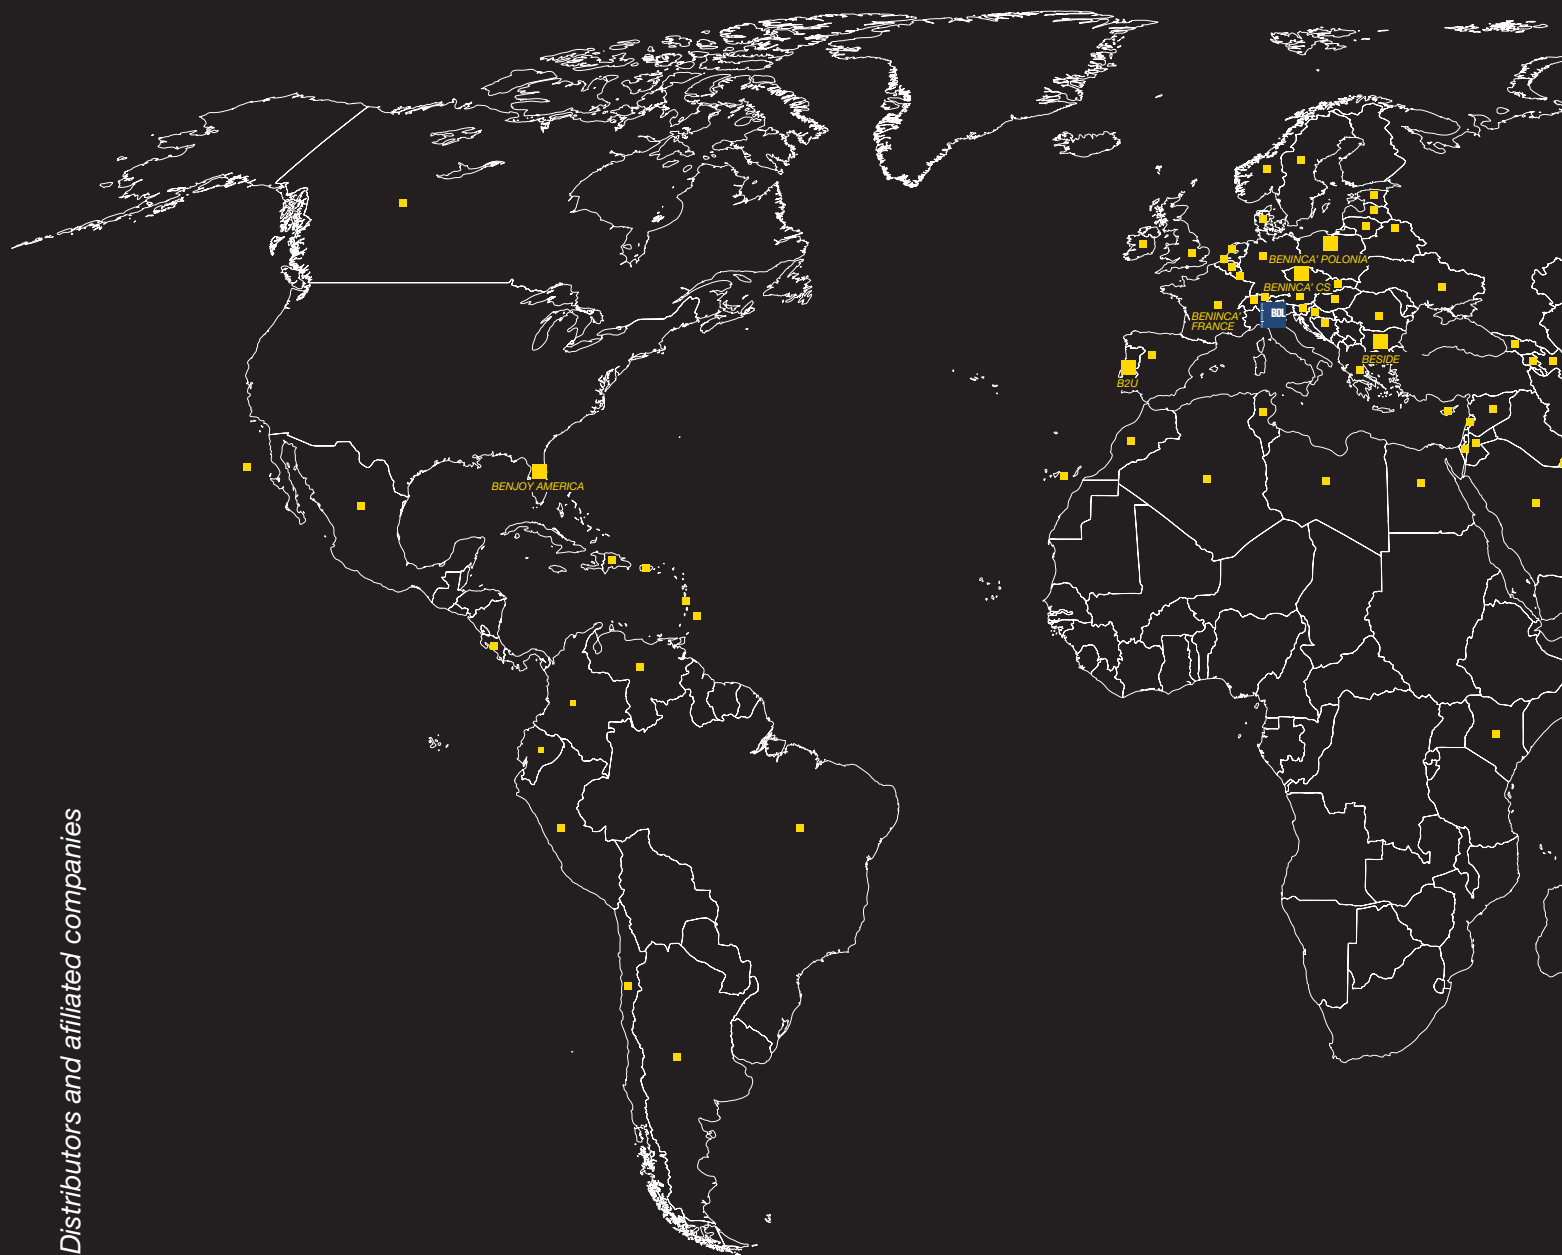 BENINCA' POLONIA
BENINCA' CS
BDL
BENINCA'
FRANCE
BESIDE
B2U
BENJOY AMERICA
Distributors and afiliated companies